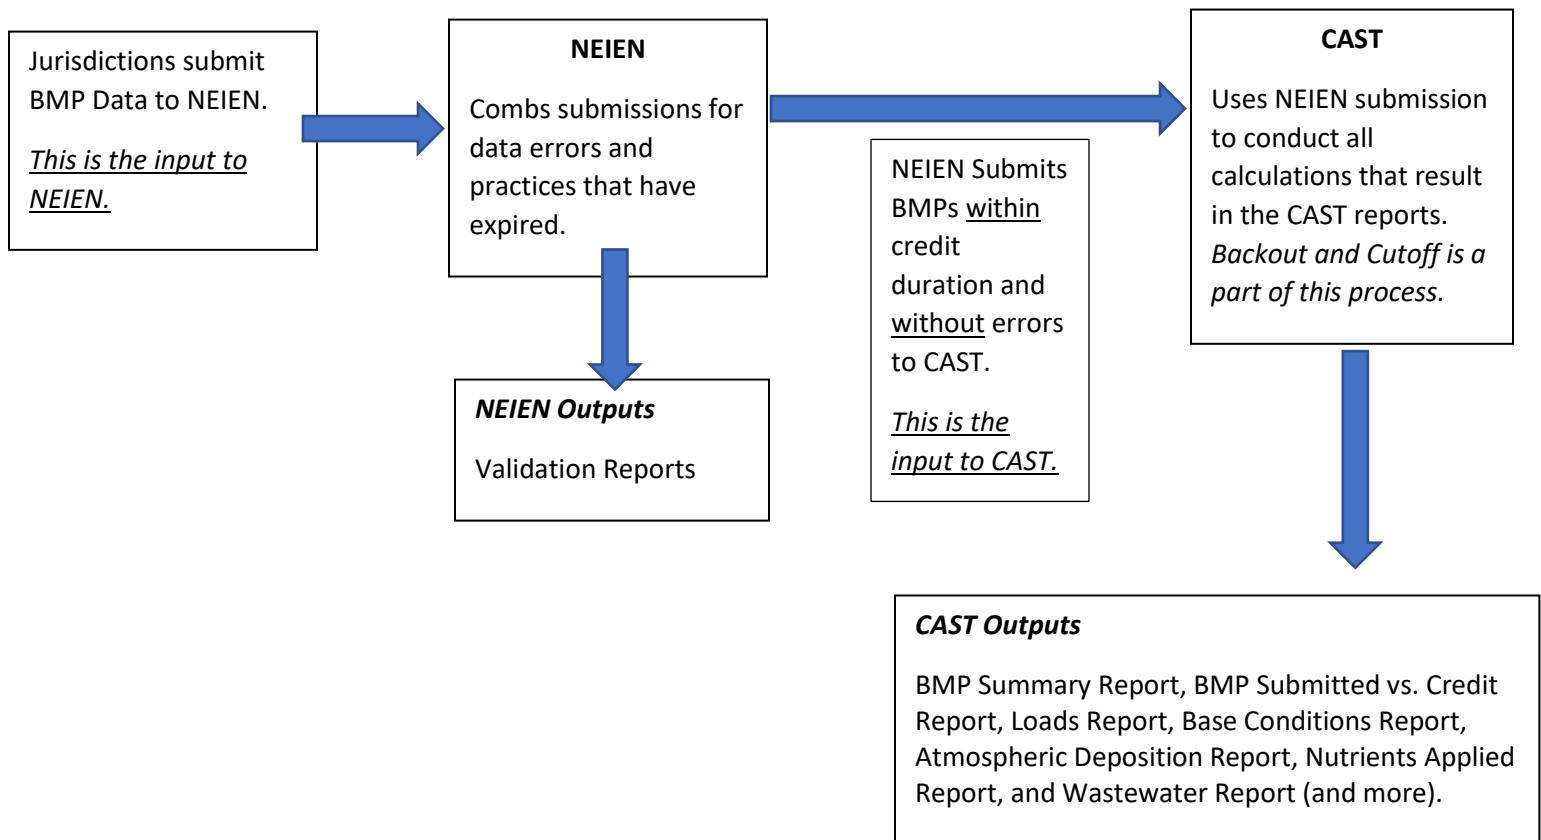 Jurisdictions submit
BMP Data to NEIEN.
This is the input to
NEIEN.
NEIEN
Combs submissions for
data errors and
practices that have
expired.
NEIEN Outputs
Validation Reports
NEIEN Submits
BMPs within
credit
duration and
without errors
to CAST.
This is the
input to CAST.
CAST
Uses NEIEN submission
to conduct all
calculations that result
in the CAST reports.
Backout and Cutoff is a
part of this process.
CAST Outputs
BMP Summary Report, BMP Submitted vs. Credit
Report, Loads Report, Base Conditions Report,
Atmospheric Deposition Report, Nutrients Applied
Report, and Wastewater Report (and more).